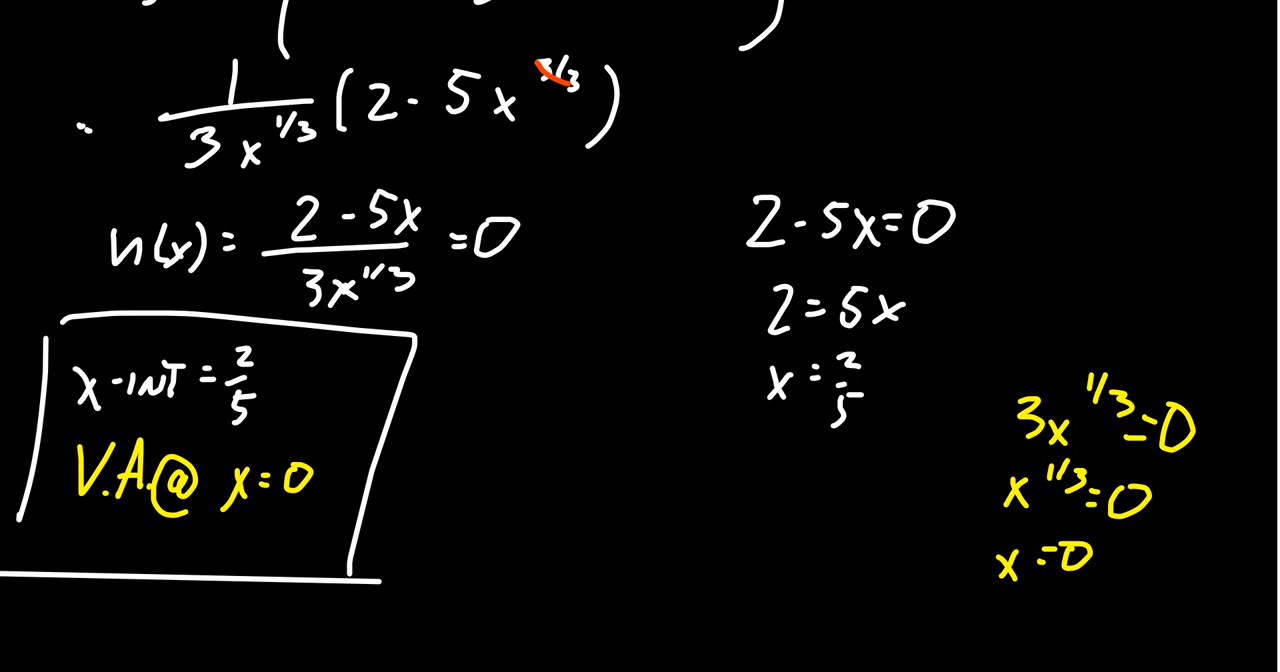 = 1/(3x^(1/3)) (2 - 5x^(3/3))
n(x) = (2 - 5x)/(3x^(1/3)) = 0
x-INT = 2/5
V.A.@ x=0
2 - 5x = 0
2 = 5x
x = 2/5
3x^(1/3) = 0
x^(1/3) = 0
x = 0